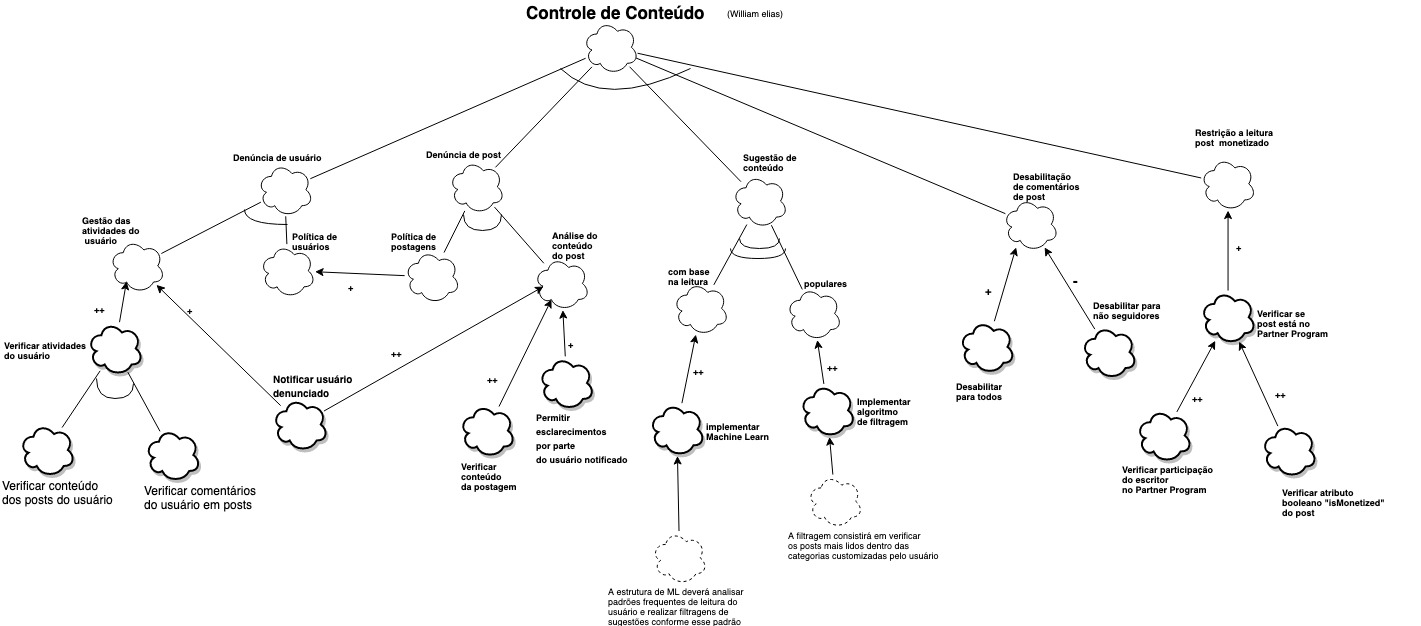 Controle de Conteúdo
(William elias)
Denúncia de usuário
Denúncia de post
Sugestão de
conteúdo
Desabilitação
de comentários
de post
Restrição a leitura
post monetizado
Gestão das
atividades do
usuário
Política de
usuários
Política de
postagens
Análise do
conteúdo
do post
com base
na leitura
populares
+
++
+
++
++
+
++
++
+
-
+
++
++
Verificar atividades
do usuário
Notificar usuário
denunciado
Permitir
esclarecimentos
por parte
do usuário notificado
Verificar
conteúdo
da postagem
implementar
Machine Learn
Implementar
algoritmo
de filtragem
Desabilitar
para todos
Desabilitar para
não seguidores
Verificar se
post está no
Partner Program
Verificar conteúdo
dos posts do usuário
Verificar comentários
do usuário em posts
Verificar participação
do escritor
no Partner Program
Verificar atributo
booleano "isMonetized"
do post
A filtragem consistirá em verificar
os posts mais lidos dentro das
categorias customizadas pelo usuário
A estrutura de ML deverá analisar
padrões frequentes de leitura do
usuário e realizar filtragens de
sugestões conforme esse padrão